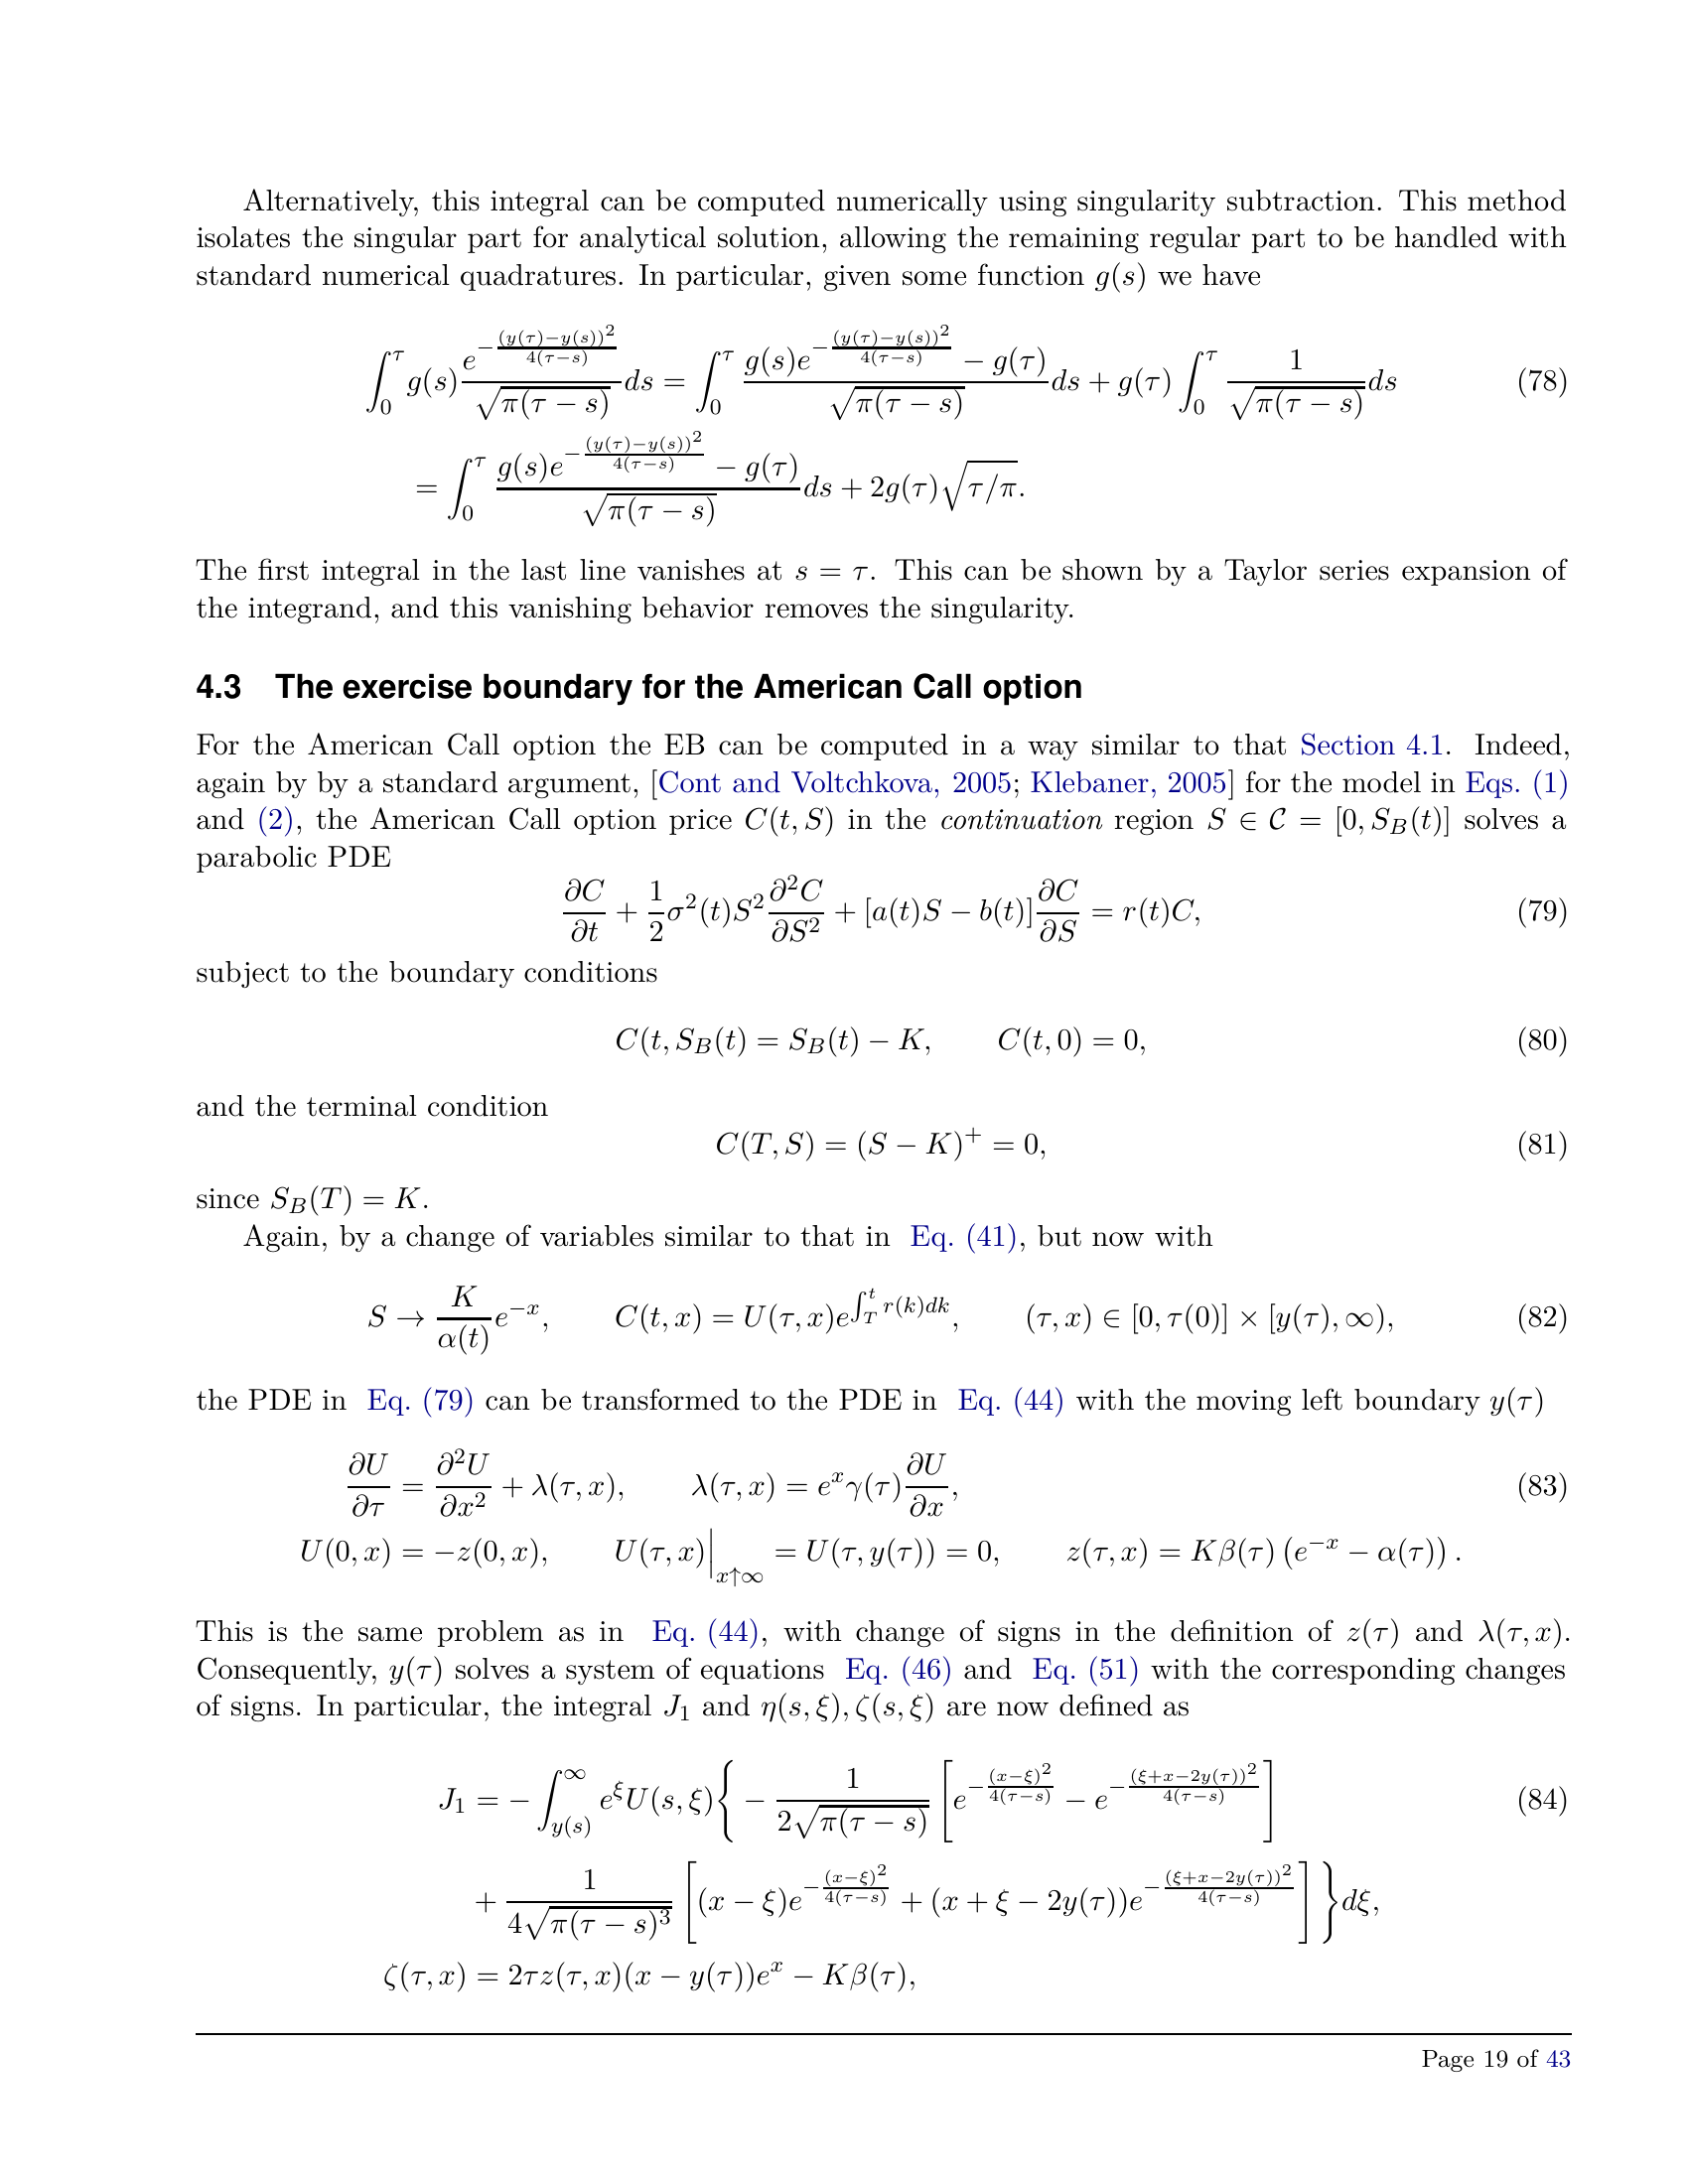 Alternatively, this integral can be computed numerically using singularity subtraction. This method
isolates the singular part for analytical solution, allowing the remaining regular part to be handled with
standard numerical quadratures. In particular, given some function $g(s)$ we have
$$\int_0^\tau g(s) \frac{e^{-\frac{(y(\tau)-y(s))^2}{4(\tau-s)}}}{\sqrt{\pi(\tau-s)}} ds = \int_0^\tau \frac{g(s)e^{-\frac{(y(\tau)-y(s))^2}{4(\tau-s)}} - g(\tau)}{\sqrt{\pi(\tau-s)}} ds + g(\tau) \int_0^\tau \frac{1}{\sqrt{\pi(\tau-s)}} ds \quad (78)$$
$$= \int_0^\tau \frac{g(s)e^{-\frac{(y(\tau)-y(s))^2}{4(\tau-s)}} - g(\tau)}{\sqrt{\pi(\tau-s)}} ds + 2g(\tau)\sqrt{\tau/\pi}.$$
The first integral in the last line vanishes at $s = \tau$. This can be shown by a Taylor series expansion of
the integrand, and this vanishing behavior removes the singularity.
4.3 The exercise boundary for the American Call option
For the American Call option the EB can be computed in a way similar to that Section 4.1. Indeed,
again by by a standard argument, [Cont and Voltchkova, 2005; Klebaner, 2005] for the model in Eqs. (1)
and (2), the American Call option price $C(t, S)$ in the continuation region $S \in \mathcal{C} = [0, S_B(t)]$ solves a
parabolic PDE
$$\frac{\partial C}{\partial t} + \frac{1}{2}\sigma^2(t)S^2\frac{\partial^2 C}{\partial S^2} + [a(t)S - b(t)]\frac{\partial C}{\partial S} = r(t)C, \quad (79)$$
subject to the boundary conditions
$$C(t, S_B(t) = S_B(t) - K, \qquad C(t, 0) = 0, \quad (80)$$
and the terminal condition
$$C(T, S) = (S - K)^+ = 0, \quad (81)$$
since $S_B(T) = K$.
Again, by a change of variables similar to that in Eq. (41), but now with
$$S \to \frac{K}{\alpha(t)}e^{-x}, \qquad C(t, x) = U(\tau, x)e^{\int_T^t r(k)dk}, \qquad (\tau, x) \in [0, \tau(0)] \times [y(\tau), \infty), \quad (82)$$
the PDE in Eq. (79) can be transformed to the PDE in Eq. (44) with the moving left boundary $y(\tau)$
$$\frac{\partial U}{\partial \tau} = \frac{\partial^2 U}{\partial x^2} + \lambda(\tau, x), \qquad \lambda(\tau, x) = e^x\gamma(\tau)\frac{\partial U}{\partial x}, \quad (83)$$
$$U(0, x) = -z(0, x), \qquad U(\tau, x)\Big|_{x\uparrow\infty} = U(\tau, y(\tau)) = 0, \qquad z(\tau, x) = K\beta(\tau)\left(e^{-x} - \alpha(\tau)\right).$$
This is the same problem as in Eq. (44), with change of signs in the definition of $z(\tau)$ and $\lambda(\tau, x)$.
Consequently, $y(\tau)$ solves a system of equations Eq. (46) and Eq. (51) with the corresponding changes
of signs. In particular, the integral $J_1$ and $\eta(s, \xi), \zeta(s, \xi)$ are now defined as
$$J_1 = -\int_{y(s)}^\infty e^\xi U(s, \xi)\Bigg\{ -\frac{1}{2\sqrt{\pi(\tau-s)}}\left[e^{-\frac{(x-\xi)^2}{4(\tau-s)}} - e^{-\frac{(\xi+x-2y(\tau))^2}{4(\tau-s)}}\right] \quad (84)$$
$$+ \frac{1}{4\sqrt{\pi(\tau-s)^3}}\left[(x-\xi)e^{-\frac{(x-\xi)^2}{4(\tau-s)}} + (x+\xi-2y(\tau))e^{-\frac{(\xi+x-2y(\tau))^2}{4(\tau-s)}}\right]\Bigg\}d\xi,$$
$$\zeta(\tau, x) = 2\tau z(\tau, x)(x - y(\tau))e^x - K\beta(\tau),$$
Page 19 of 43